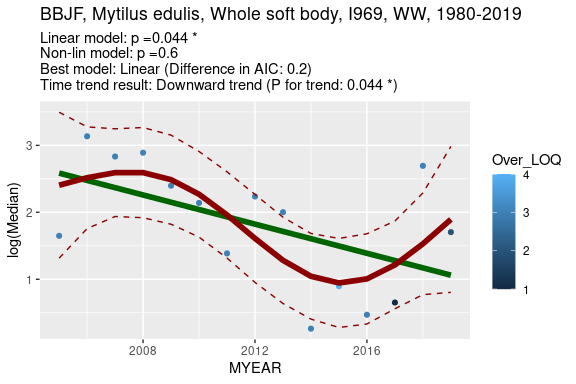 BBJF, Mytilus edulis, Whole soft body, I969, WW, 1980-2019
Linear model: p =0.044 *
Non-lin model: p =0.6
Best model: Linear (Difference in AIC: 0.2)
Time trend result: Downward trend (P for trend: 0.044 *)
log(Median)
3
2
1
2008
2012
2016
MYEAR
Over_LOQ
4
3
2
1